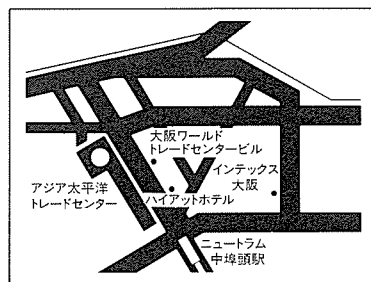 大阪ワールド
トレードセンタービル
インテックス
大阪
アジア太平洋
トレードセンター
ハイアットホテル
ニュートラム
中埠頭駅